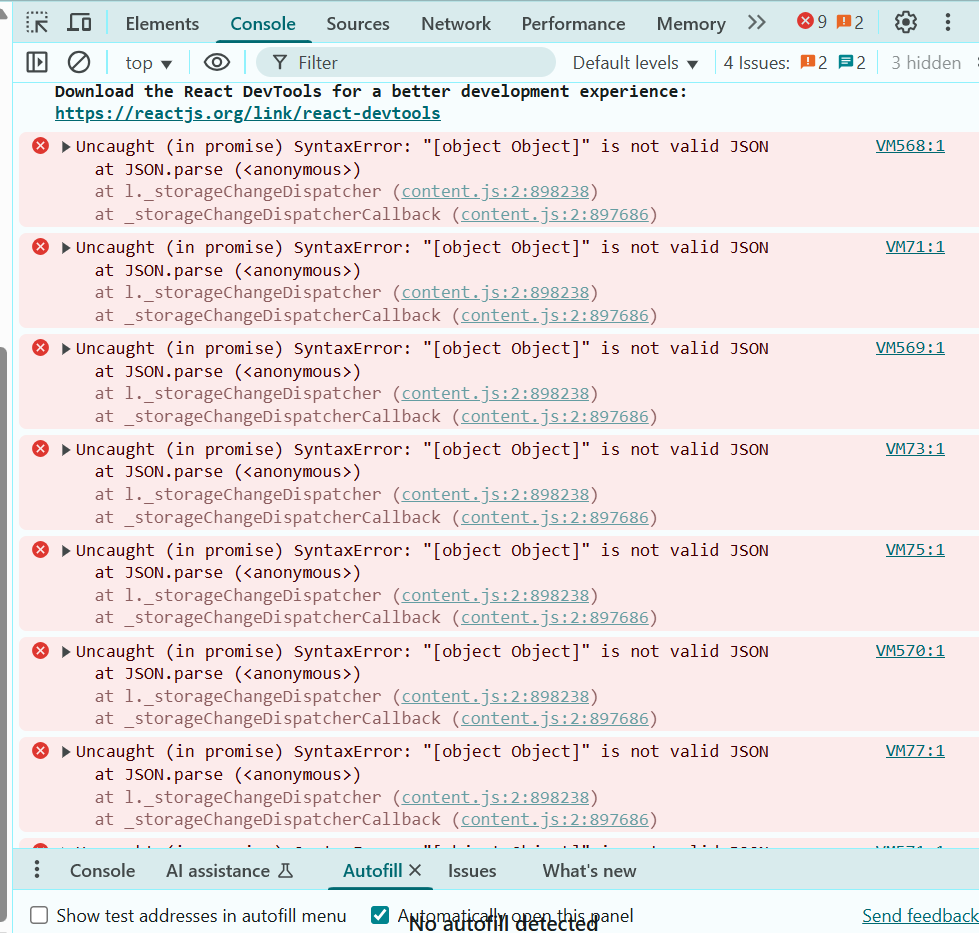 Elements Console Sources Network Performance Memory 9 2
top Filter Default levels 4 Issues: 2 2 3 hidden
Download the React DevTools for a better development experience:
https://reactjs.org/link/react-devtools
Uncaught (in promise) SyntaxError: "[object Object]" is not valid JSON VM568:1
at JSON.parse (<anonymous>)
at l._storageChangeDispatcher (content.js:2:898238)
at _storageChangeDispatcherCallback (content.js:2:897686)
Uncaught (in promise) SyntaxError: "[object Object]" is not valid JSON VM71:1
at JSON.parse (<anonymous>)
at l._storageChangeDispatcher (content.js:2:898238)
at _storageChangeDispatcherCallback (content.js:2:897686)
Uncaught (in promise) SyntaxError: "[object Object]" is not valid JSON VM569:1
at JSON.parse (<anonymous>)
at l._storageChangeDispatcher (content.js:2:898238)
at _storageChangeDispatcherCallback (content.js:2:897686)
Uncaught (in promise) SyntaxError: "[object Object]" is not valid JSON VM73:1
at JSON.parse (<anonymous>)
at l._storageChangeDispatcher (content.js:2:898238)
at _storageChangeDispatcherCallback (content.js:2:897686)
Uncaught (in promise) SyntaxError: "[object Object]" is not valid JSON VM75:1
at JSON.parse (<anonymous>)
at l._storageChangeDispatcher (content.js:2:898238)
at _storageChangeDispatcherCallback (content.js:2:897686)
Uncaught (in promise) SyntaxError: "[object Object]" is not valid JSON VM570:1
at JSON.parse (<anonymous>)
at l._storageChangeDispatcher (content.js:2:898238)
at _storageChangeDispatcherCallback (content.js:2:897686)
Uncaught (in promise) SyntaxError: "[object Object]" is not valid JSON VM77:1
at JSON.parse (<anonymous>)
at l._storageChangeDispatcher (content.js:2:898238)
at _storageChangeDispatcherCallback (content.js:2:897686)
Console AI assistance Autofill Issues What's new
Show test addresses in autofill menu Automatically open this panel Send feedback
No autofill detected